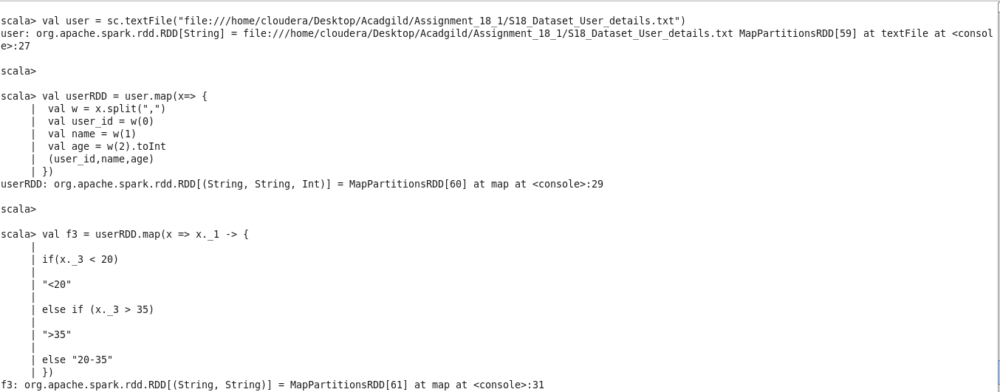 scala> val user = sc.textFile("file:///home/cloudera/Desktop/Acadgild/Assignment_18_1/S18_Dataset_User_details.txt")
user: org.apache.spark.rdd.RDD[String] = file:///home/cloudera/Desktop/Acadgild/Assignment_18_1/S18_Dataset_User_details.txt MapPartitionsRDD[59] at textFile at <consol
e>:27
scala>
scala> val userRDD = user.map(x=> {
     |  val w = x.split(",")
     |  val user_id = w(0)
     |  val name = w(1)
     |  val age = w(2).toInt
     |  (user_id,name,age)
     | })
userRDD: org.apache.spark.rdd.RDD[(String, String, Int)] = MapPartitionsRDD[60] at map at <console>:29
scala>
scala> val f3 = userRDD.map(x => x._1 -> {
     |
     | if(x._3 < 20)
     |
     | "<20"
     |
     | else if (x._3 > 35)
     |
     | ">35"
     |
     | else "20-35"
     | })
f3: org.apache.spark.rdd.RDD[(String, String)] = MapPartitionsRDD[61] at map at <console>:31